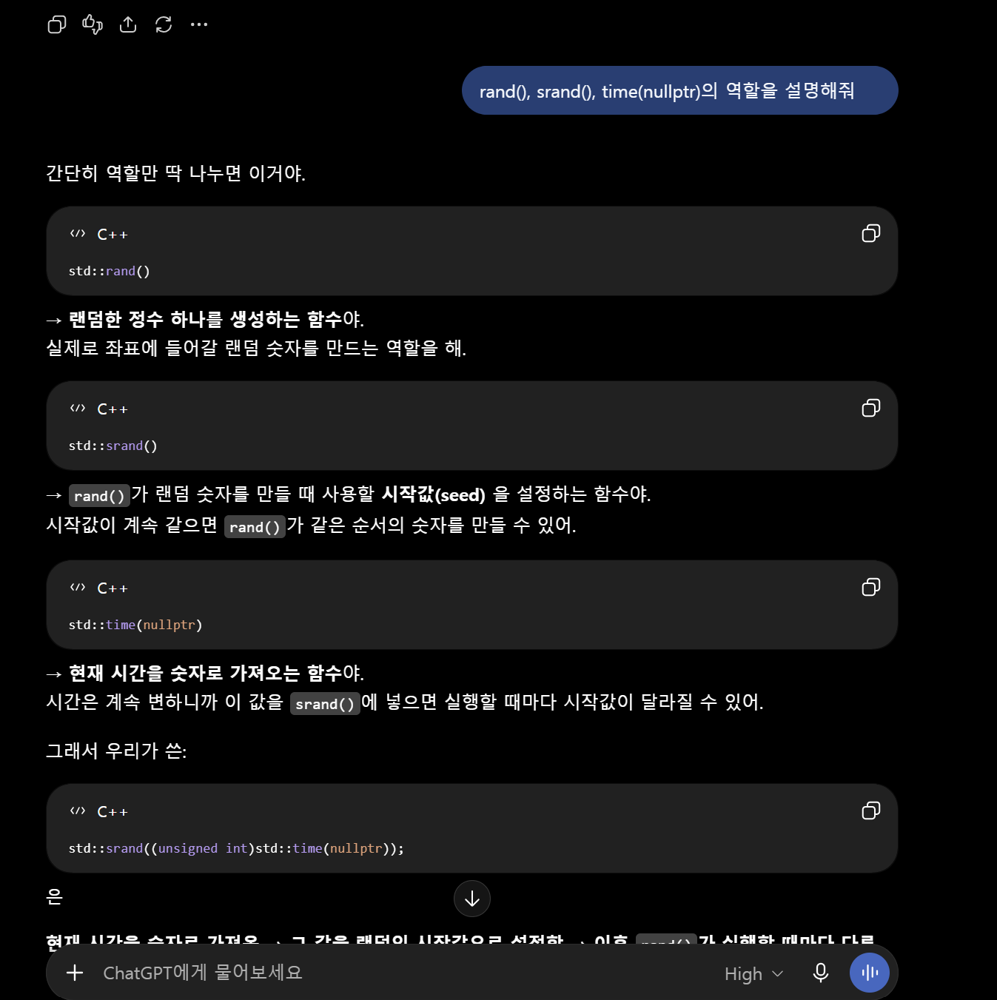 rand(), srand(), time(nullptr)의 역할을 설명해줘
간단히 역할만 딱 나누면 이거야.
C++
std::rand()
→ 랜덤한 정수 하나를 생성하는 함수야.
실제로 좌표에 들어갈 랜덤 숫자를 만드는 역할을 해.
C++
std::srand()
→ rand()가 랜덤 숫자를 만들 때 사용할 시작값(seed) 을 설정하는 함수야.
시작값이 계속 같으면 rand()가 같은 순서의 숫자를 만들 수 있어.
C++
std::time(nullptr)
→ 현재 시간을 숫자로 가져오는 함수야.
시간은 계속 변하니까 이 값을 srand()에 넣으면 실행할 때마다 시작값이 달라질 수 있어.
그래서 우리가 쓴:
C++
std::srand((unsigned int)std::time(nullptr));
은
현재 시간을 숫자로 가져옴 → 그 값을 랜덤의 시작값으로 설정함 → 이후 rand()가 실행할 때마다 다른
ChatGPT에게 물어보세요
High